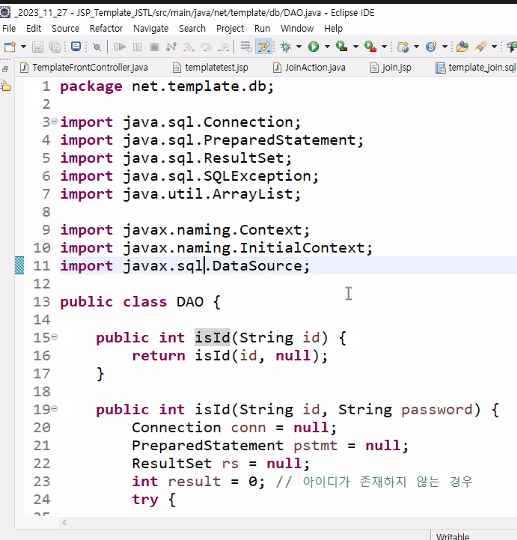 _2023_11_27 - JSP_Template_JSTL/src/main/java/net/template/db/DAO.java - Eclipse IDE
File Edit Source Refactor Navigate Search Project Run Window Help
TemplateFrontController.java templatetest.jsp JoinAction.java join.jsp template_join.sql
1 package net.template.db;
2
3 import java.sql.Connection;
4 import java.sql.PreparedStatement;
5 import java.sql.ResultSet;
6 import java.sql.SQLException;
7 import java.util.ArrayList;
8
9 import javax.naming.Context;
10 import javax.naming.InitialContext;
11 import javax.sql.DataSource;
12
13 public class DAO {
14
15 public int isId(String id) {
16 return isId(id, null);
17 }
18
19 public int isId(String id, String password) {
20 Connection conn = null;
21 PreparedStatement pstmt = null;
22 ResultSet rs = null;
23 int result = 0; // 아이디가 존재하지 않는 경우
24 try {
Writable